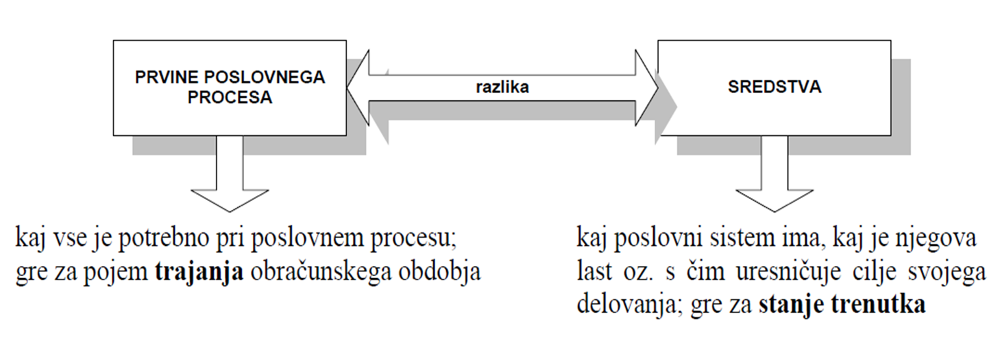 PRVINE POSLOVNEGA
PROCESA
razlika
SREDSTVA
kaj vse je potrebno pri poslovnem procesu;
gre za pojem trajanja obračunskega obdobja
kaj poslovni sistem ima, kaj je njegova
last oz. s čim uresničuje cilje svojega
delovanja; gre za stanje trenutka